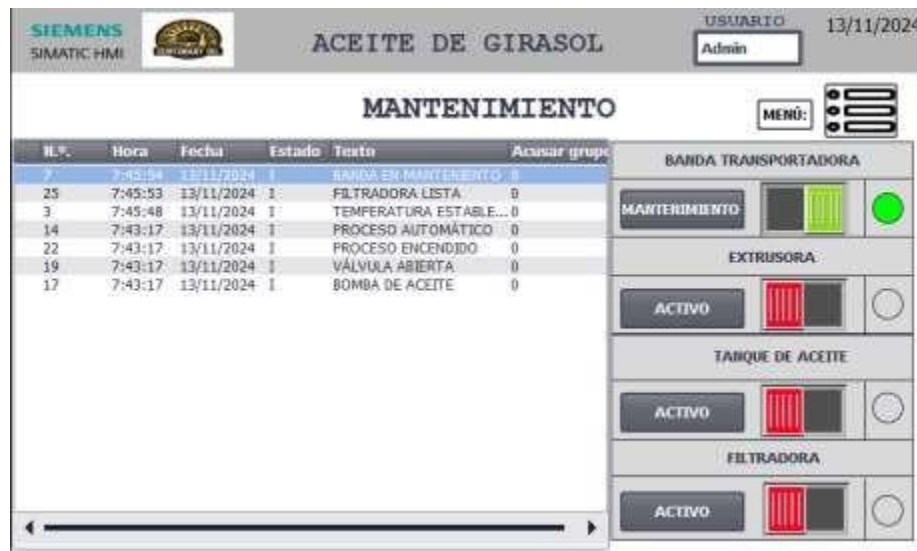 SIEMENS
SIMATIC HMI
ACEITE DE GIRASOL
USUARIO
Admin
13/11/2024
MANTENIMIENTO
MENÚ:
N.º. Hora Fecha Estado Texto Acusar grupo
7 7:45:54 13/11/2024 I BANDA EN MANTENIENTO 0
25 7:45:53 13/11/2024 I FILTRADORA LISTA 0
3 7:45:48 13/11/2024 I TEMPERATURA ESTABLE... 0
14 7:43:17 13/11/2024 I PROCESO AUTOMÁTICO 0
22 7:43:17 13/11/2024 I PROCESO ENCENDIDO 0
19 7:43:17 13/11/2024 I VÁLVULA ABIERTA 0
17 7:43:17 13/11/2024 I BOMBA DE ACEITE 0
BANDA TRANSPORTADORA
MANTENIMIENTO
EXTRUSORA
ACTIVO
TANQUE DE ACEITE
ACTIVO
FILTRADORA
ACTIVO